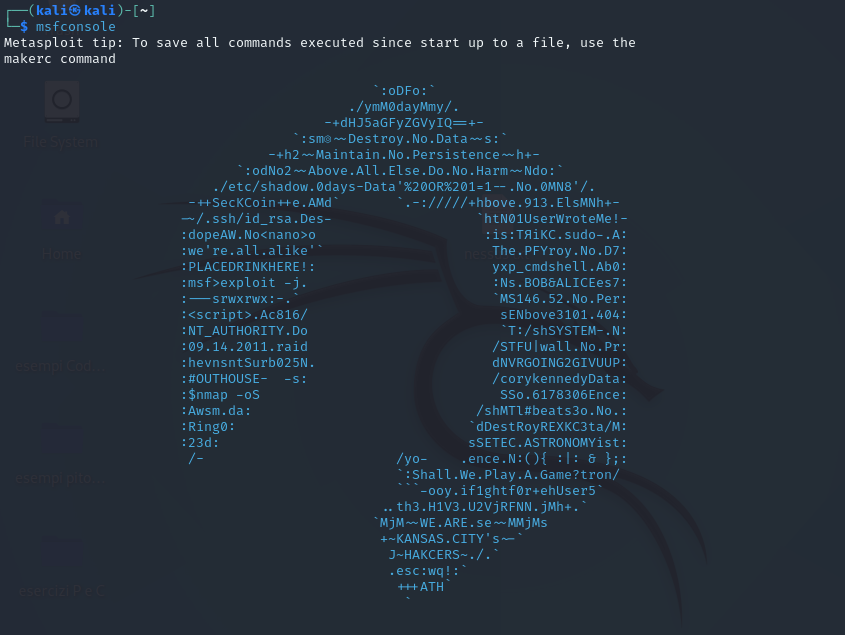 ┌──(kali㉿kali)-[~]
└─$ msfconsole
Metasploit tip: To save all commands executed since start up to a file, use the
makerc command
`:oDFo:`
./ymM0dayMmy/.
-+dHJ5aGFyZGVyIQ==+-
`:sm⏣~~Destroy.No.Data~~s:`
-+h2~~Maintain.No.Persistence~~h+-
`:odNo2~~Above.All.Else.Do.No.Harm~~Ndo:`
./etc/shadow.0days-Data'%20OR%201=1--.No.0MN8'/.
-++SecKCoin++e.AMd` `.-://///+hbove.913.ElsMNh+-
~~/.ssh/id_rsa.Des- `htN01UserWroteMe!-
:dopeAW.No<nano>o :is:TЯiKC.sudo-.A:
:we're.all.alike'` The.PFYroy.No.D7:
:PLACEDRINKHERE!: yxp_cmdshell.Ab0:
:msf>exploit -j. :Ns.BOB&ALICEes7:
:---srwxrwx:-.` `MS146.52.No.Per:
:<script>.Ac816/ sENbove3101.404:
:NT_AUTHORITY.Do `T:/shSYSTEM-.N:
:09.14.2011.raid /STFU|wall.No.Pr:
:hevnsntSurb025N. dNVRGOING2GIVUUP:
:#OUTHOUSE- -s: /corykennedyData:
:$nmap -oS SSo.6178306Ence:
:Awsm.da: /shMTl#beats3o.No.:
:Ring0: `dDestRoyREXKC3ta/M:
:23d: sSETEC.ASTRONOMYist:
/- /yo- .ence.N:(){ :|: & };:
`:Shall.We.Play.A.Game?tron/
```-ooy.if1ghtf0r+ehUser5`
..th3.H1V3.U2VjRFNN.jMh+.`
`MjM~~WE.ARE.se~~MMjMs
+~KANSAS.CITY's~-`
J~HAKCERS~./.`
.esc:wq!:`
+++ATH`
`
File System
Home